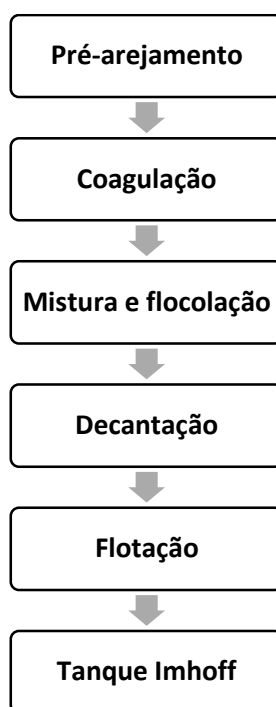 Pré-arejamento
Coagulação
Mistura e flocolação
Decantação
Flotação
Tanque Imhoff